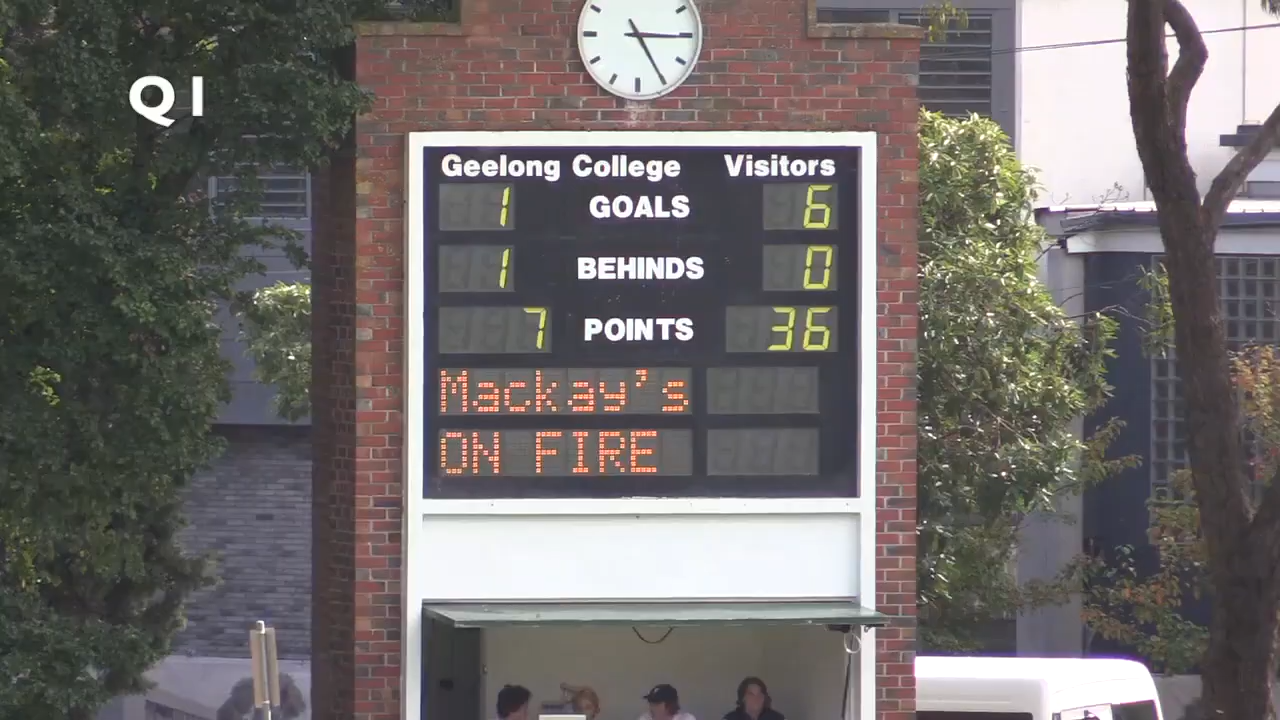 Q1
Geelong College Visitors
1 GOALS 6
1 BEHINDS 0
7 POINTS 36
Mackay's
ON FIRE